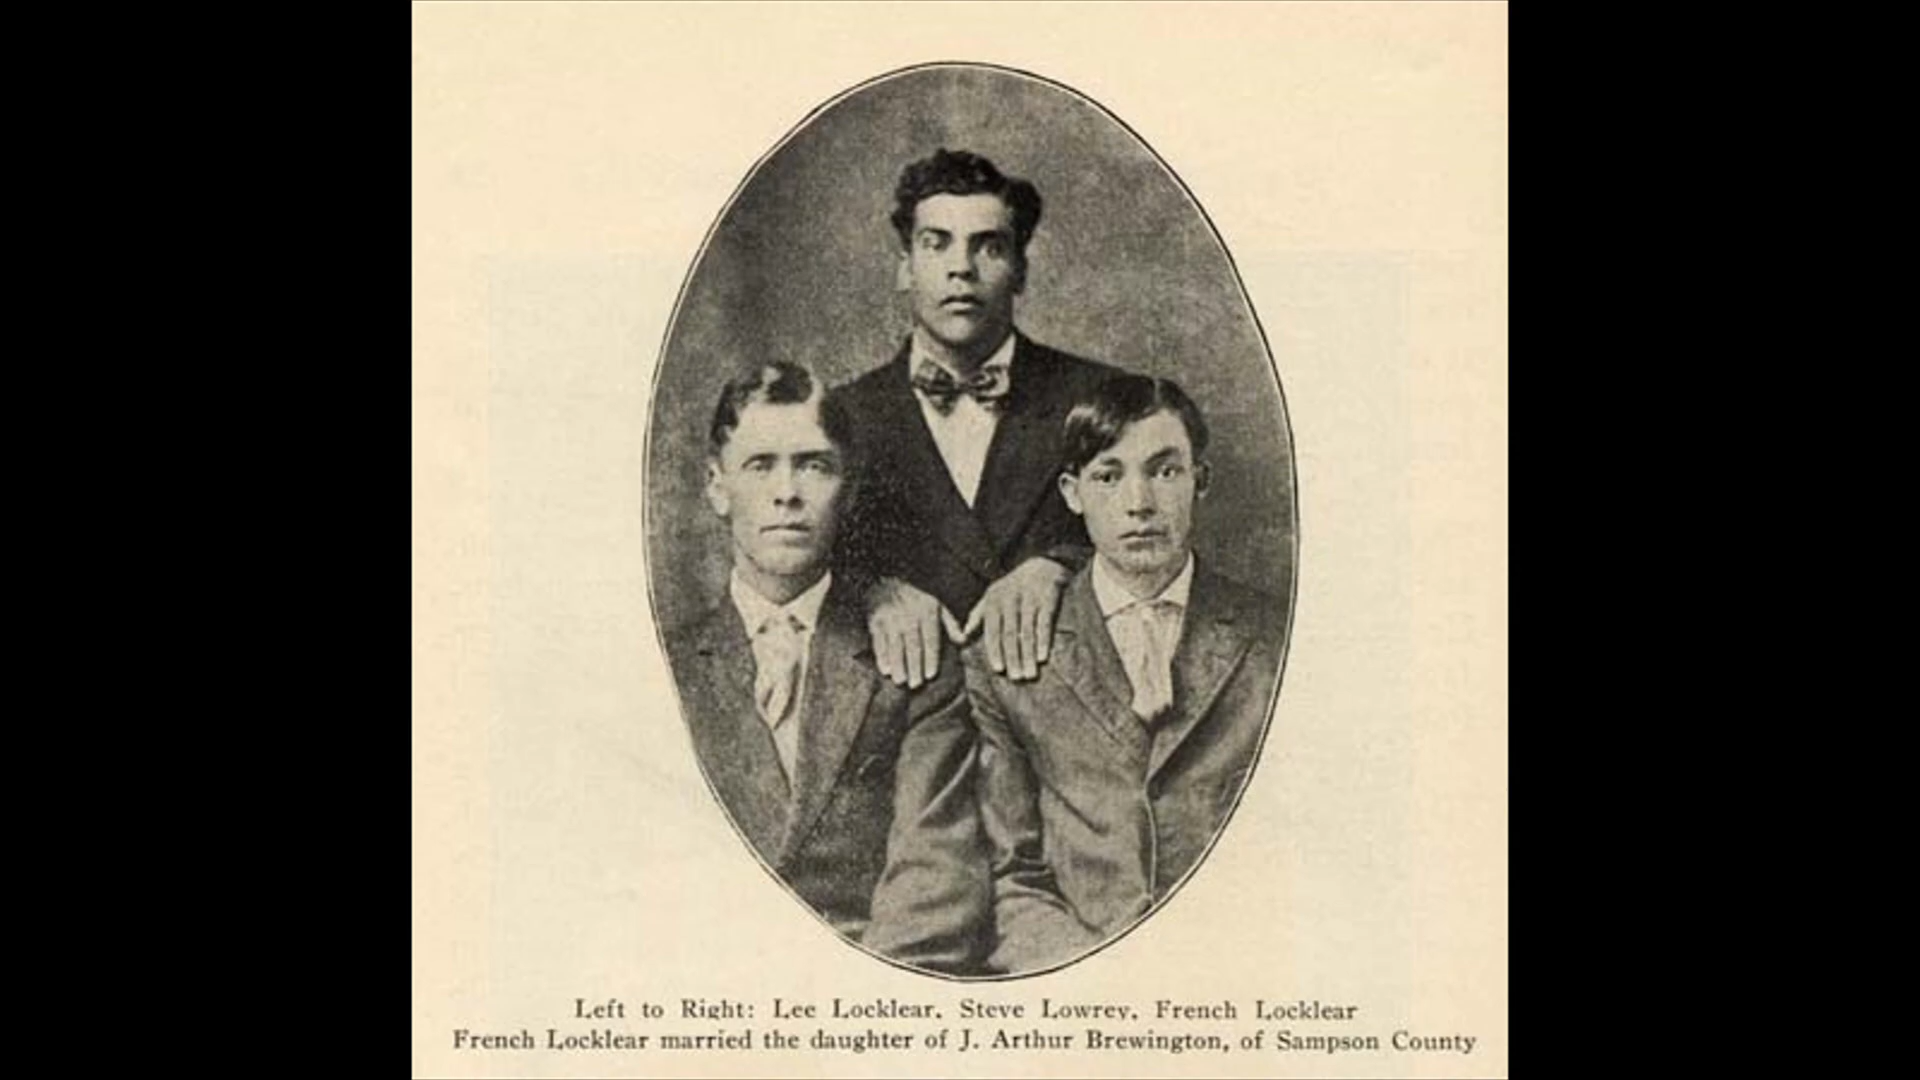 Left to Right: Lee Locklear, Steve Lowrey, French Locklear
French Locklear married the daughter of J. Arthur Brewington, of Sampson County